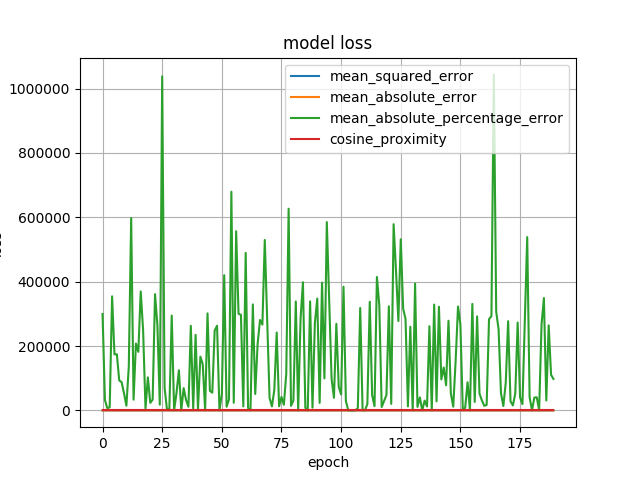 model loss
mean_squared_error
mean_absolute_error
mean_absolute_percentage_error
cosine_proximity
1000000
800000
600000
400000
200000
0
0 25 50 75 100 125 150 175
epoch